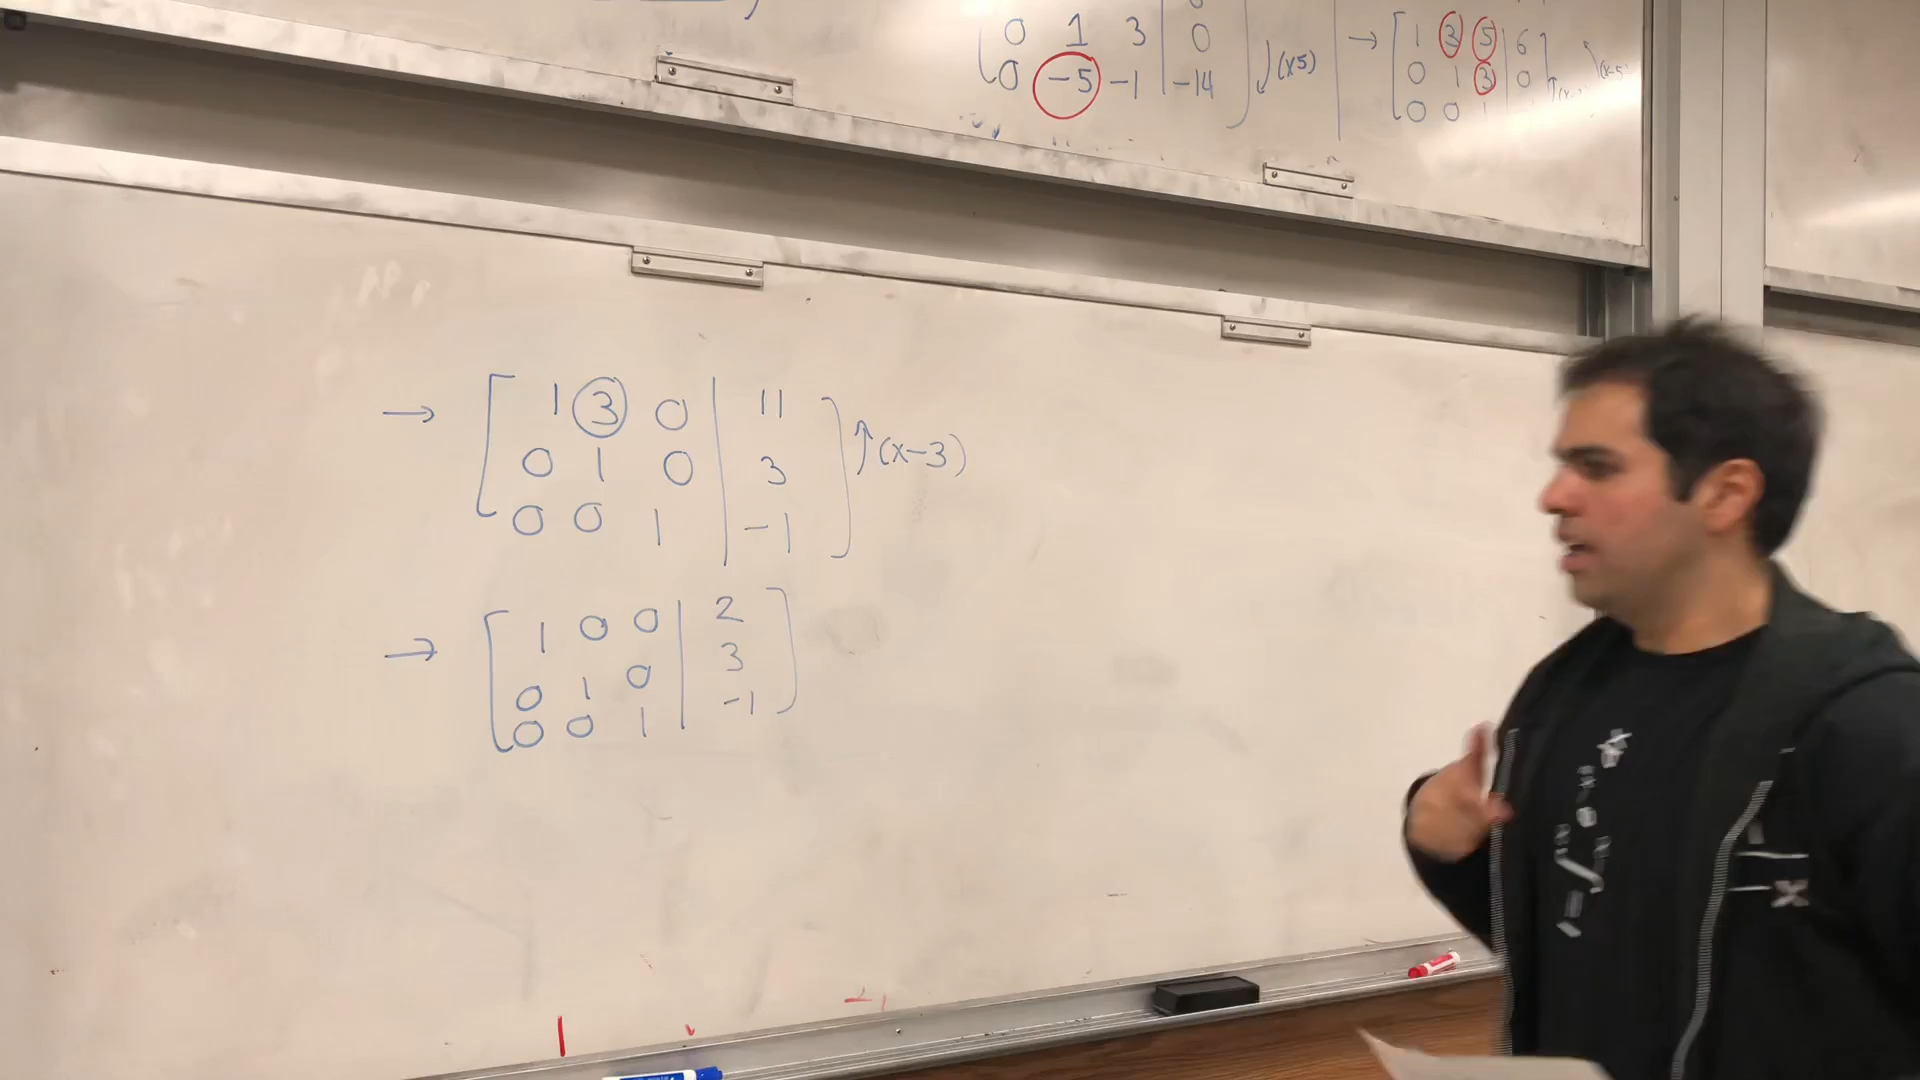 0 1 3 | 0
0 -5 -1 | -14 ↓(x5)
→ [ 1 3 5 | 6
0 1 3 | 0
0 0
→ [ 1 3 0 | 11
0 1 0 | 3 ] ↑(x-3)
0 0 1 | -1
→ [ 1 0 0 | 2
0 1 0 | 3
0 0 1 | -1 ]